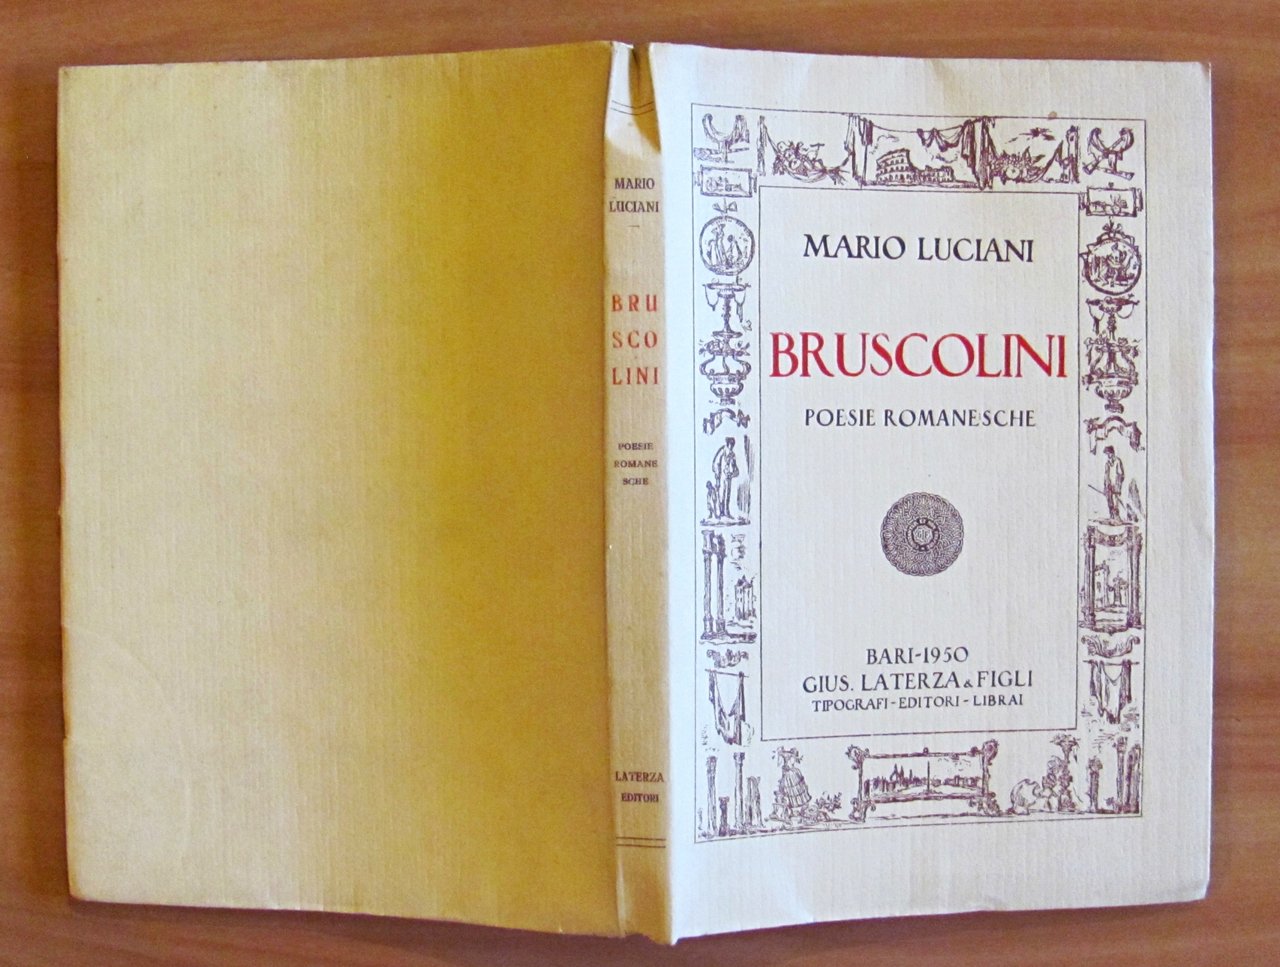 MARIO
LUCIANI
BRU
SCO
LINI
POESIE
ROMANE
SCHE
LATERZA
EDITORI
MARIO LUCIANI
BRUSCOLINI
POESIE ROMANESCHE
BARI-1950
GIUS. LATERZA & FIGLI
TIPOGRAFI-EDITORI-LIBRAI